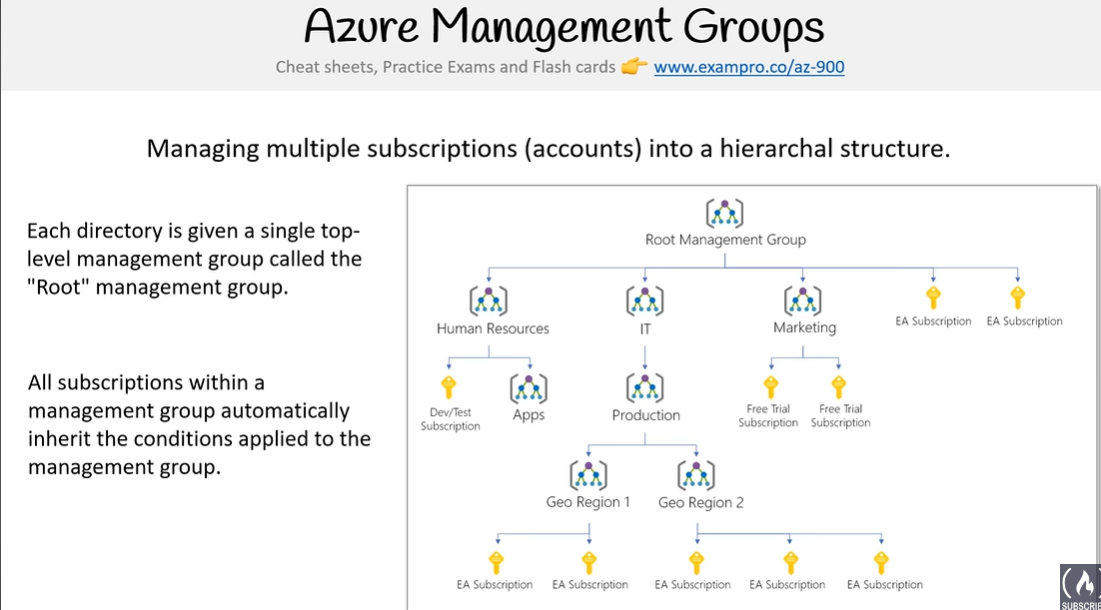 Azure Management Groups
Cheat sheets, Practice Exams and Flash cards 👉 www.exampro.co/az-900
Managing multiple subscriptions (accounts) into a hierarchal structure.
Each directory is given a single top-
level management group called the
"Root" management group.
All subscriptions within a
management group automatically
inherit the conditions applied to the
management group.
Root Management Group
Human Resources
IT
Marketing
EA Subscription
EA Subscription
Dev/Test
Subscription
Apps
Production
Free Trial
Subscription
Free Trial
Subscription
Geo Region 1
Geo Region 2
EA Subscription
EA Subscription
EA Subscription
EA Subscription
EA Subscription